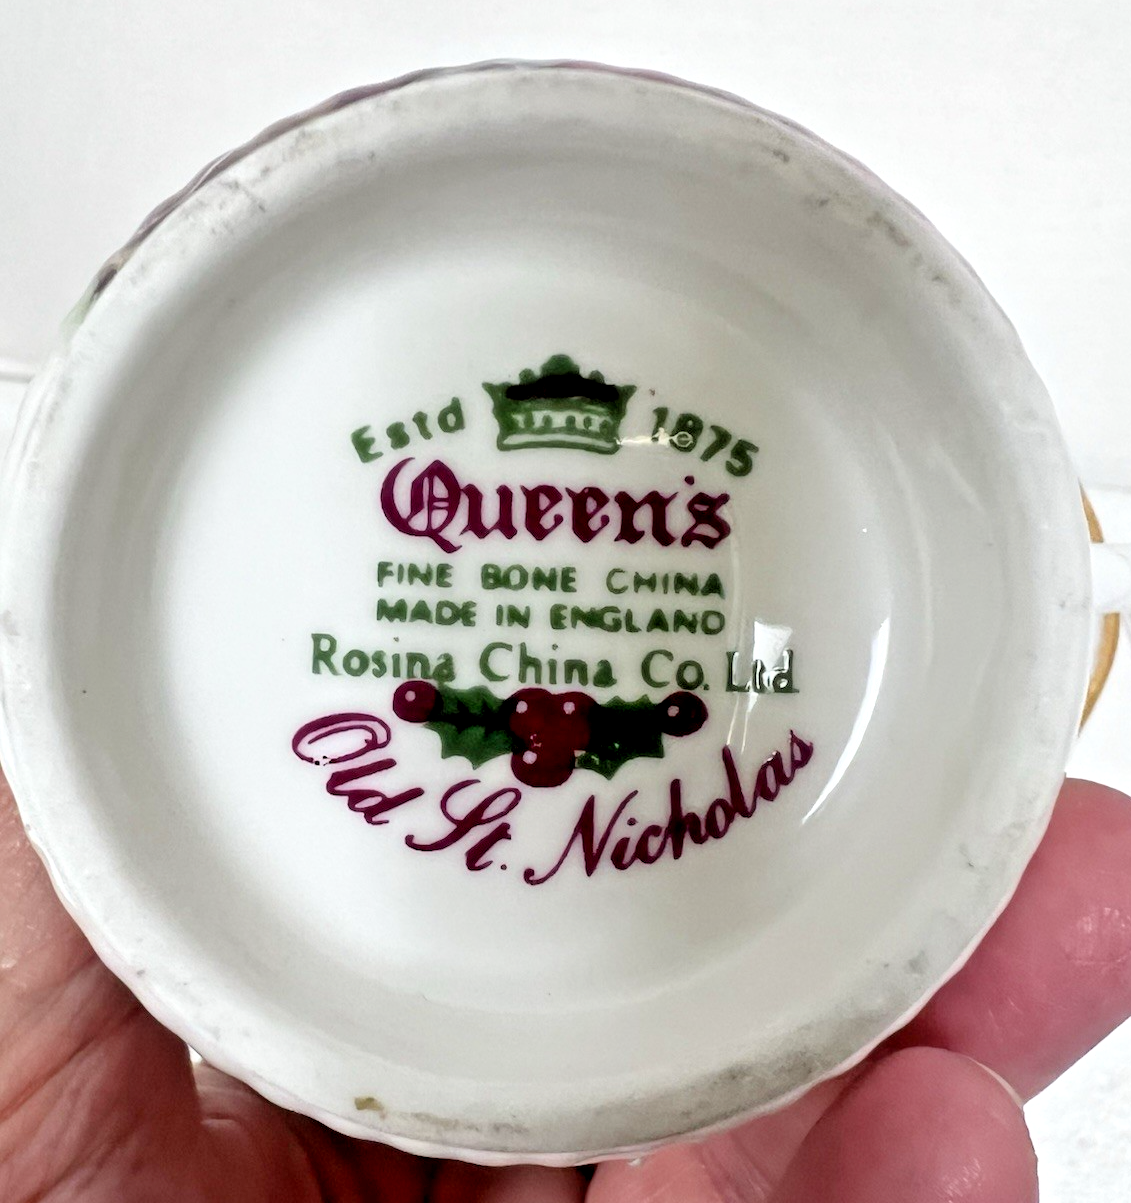 Estd 1875
Queen's
FINE BONE CHINA
MADE IN ENGLAND
Rosina China Co. Ltd
Old St. Nicholas